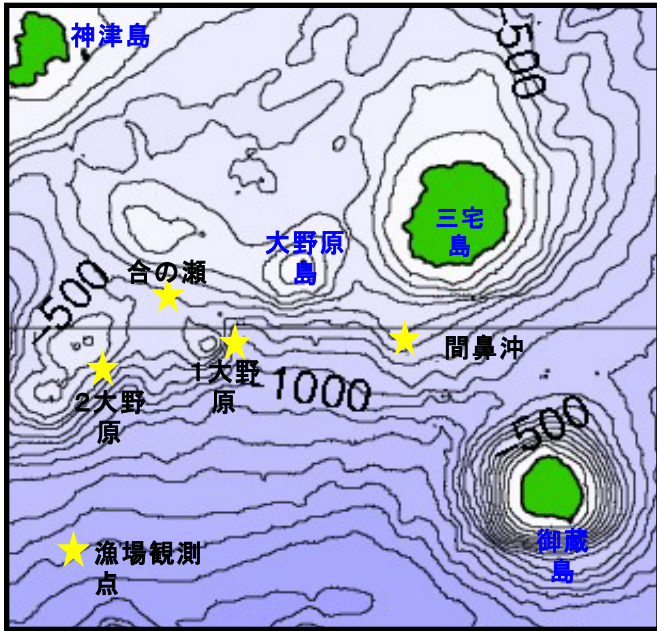 神津島
-500
三宅
島
大野原
島
合の瀬
-500
間鼻沖
1大野
原
-1000
2大野
原
-500
御蔵
島
漁場観測
点